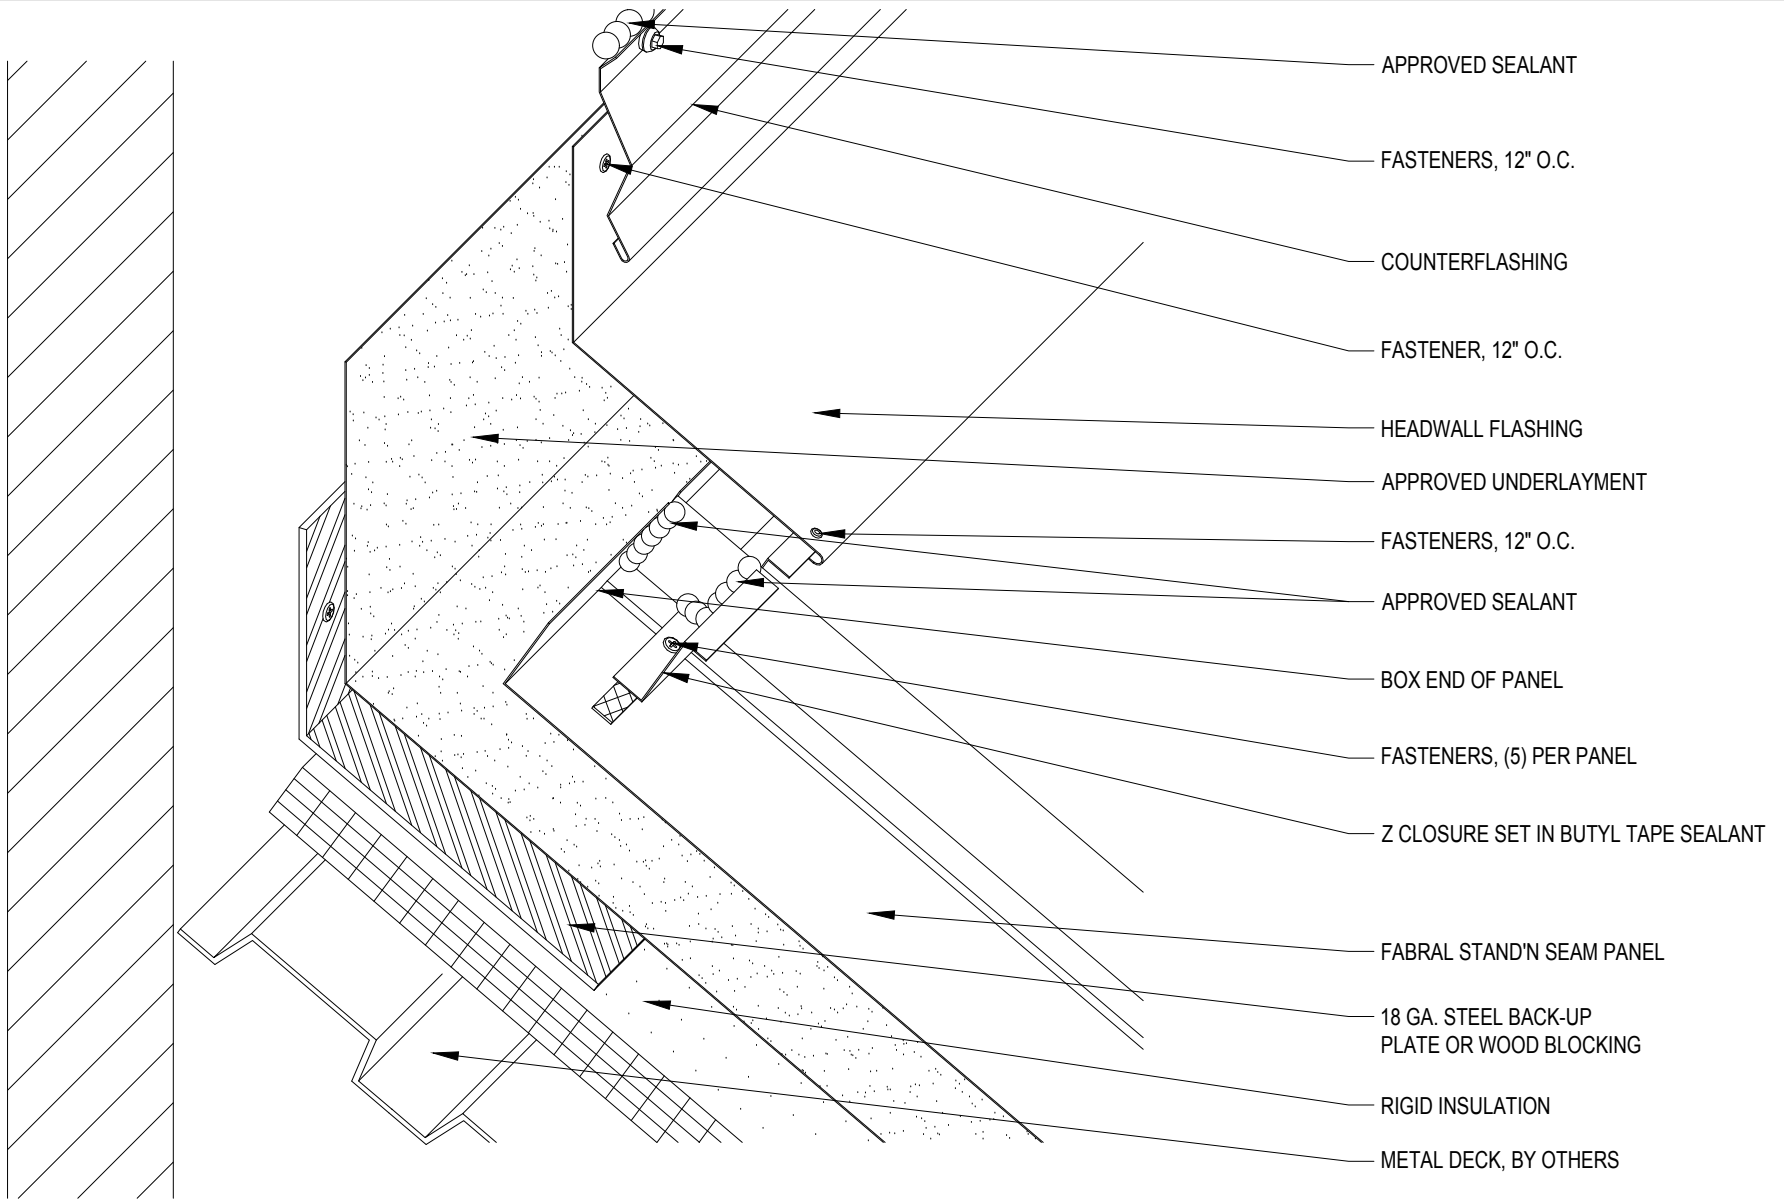 APPROVED SEALANT
FASTENERS, 12" O.C.
COUNTERFLASHING
FASTENER, 12" O.C.
HEADWALL FLASHING
APPROVED UNDERLAYMENT
FASTENERS, 12" O.C.
APPROVED SEALANT
BOX END OF PANEL
FASTENERS, (5) PER PANEL
Z CLOSURE SET IN BUTYL TAPE SEALANT
FABRAL STAND'N SEAM PANEL
18 GA. STEEL BACK-UP
PLATE OR WOOD BLOCKING
RIGID INSULATION
METAL DECK, BY OTHERS